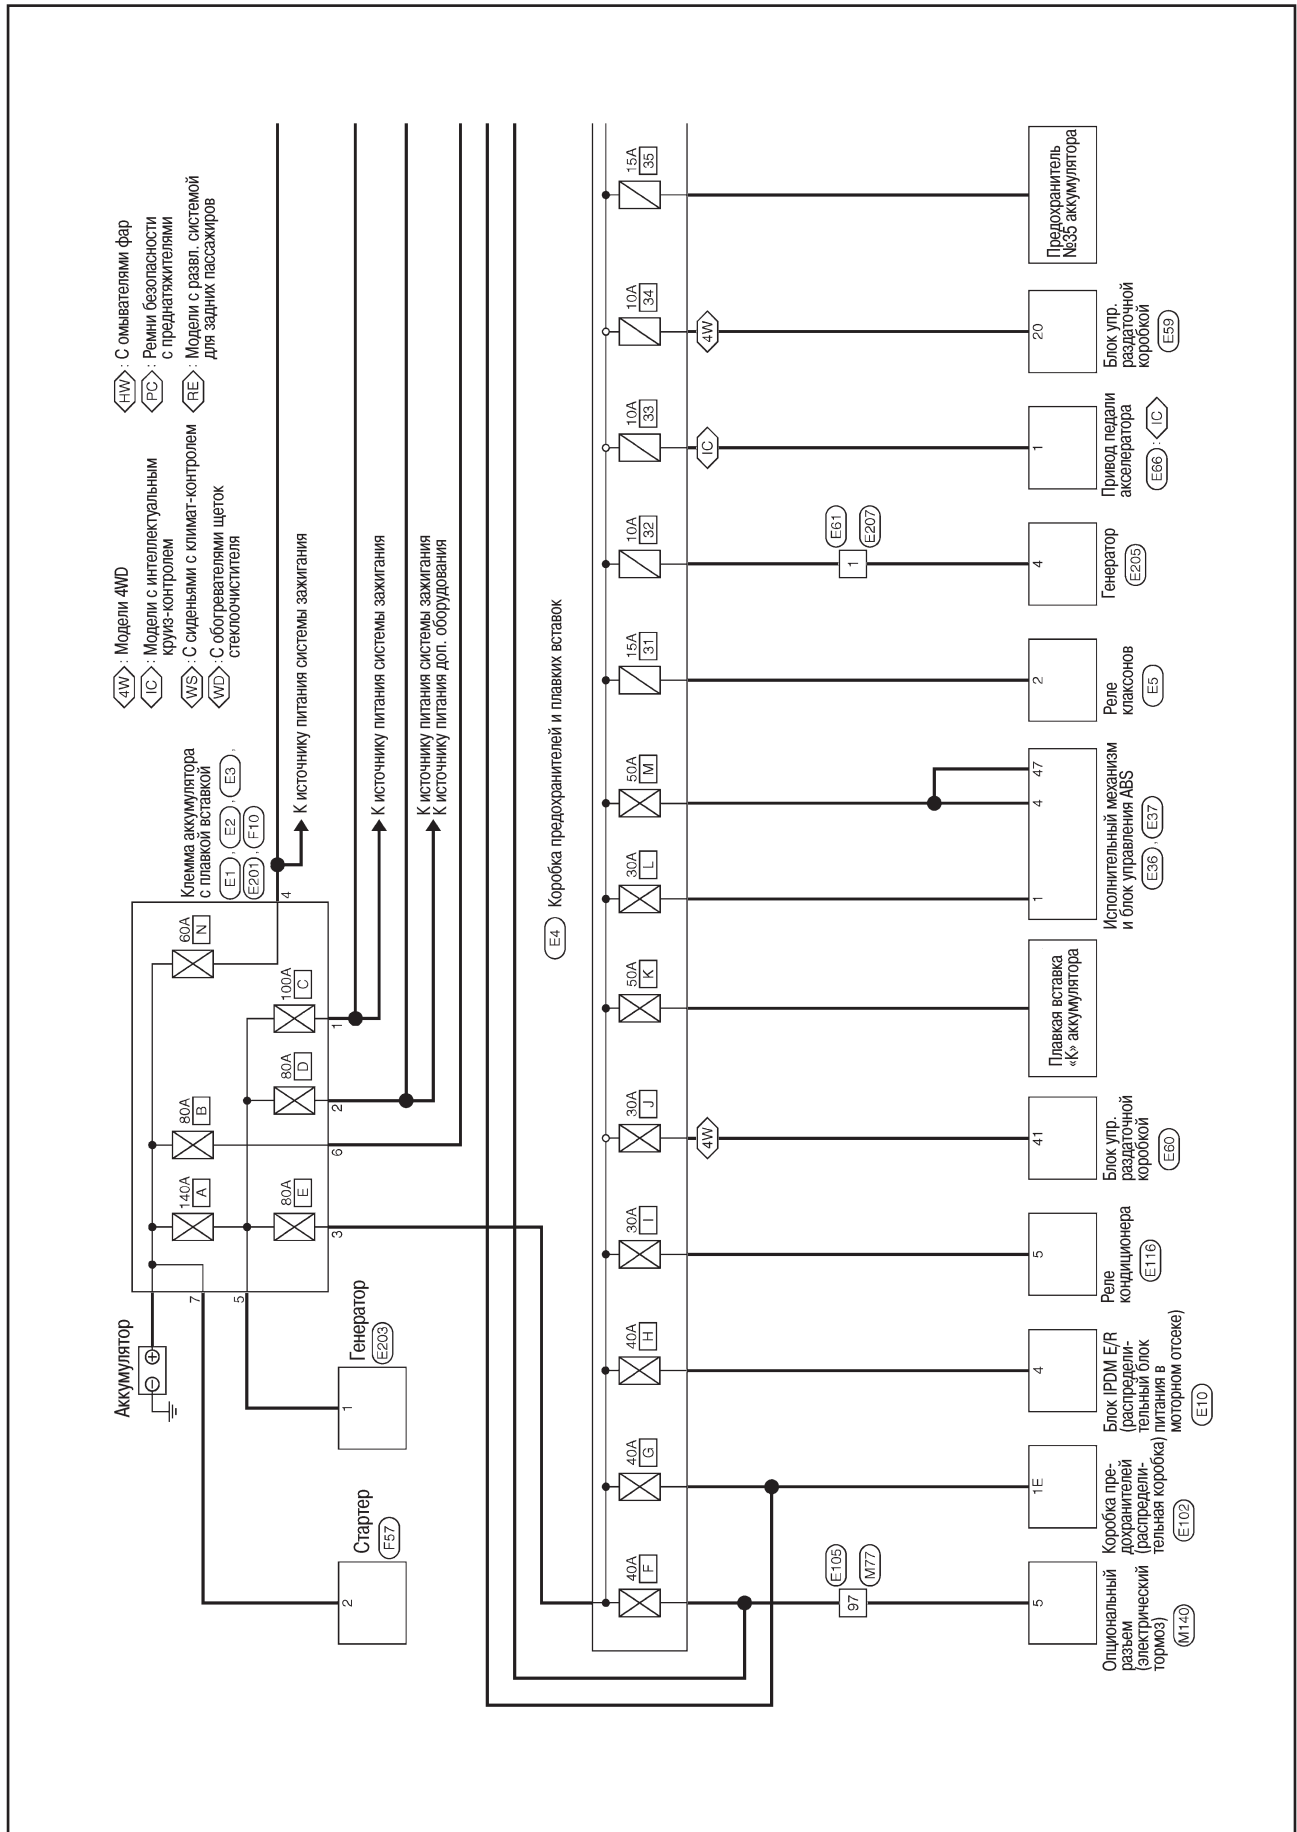 4W : Модели 4WD
IC : Модели с интеллектуальным
круиз-контролем
WS : С сиденьями с климат-контролем
WD : С обогревателями щеток
стеклоочистителя
HW : С омывателями фар
PC : Ремни безопасности
с преднатяжителями
RE : Модели с развл. системой
для задних пассажиров
Аккумулятор
Клемма аккумулятора
с плавкой вставкой
E1 , E2 , E3 ,
E201 , F10
140A
A
80A
B
60A
N
80A
E
80A
D
100A
C
7
5
3
6
2
1
4
Стартер
F57
2
Генератор
E203
1
К источнику питания системы зажигания
К источнику питания системы зажигания
К источнику питания системы зажигания
К источнику питания доп. оборудования
E4 Коробка предохранителей и плавких вставок
40A
F
40A
G
40A
H
30A
I
30A
J
50A
K
30A
L
50A
M
15A
31
10A
32
10A
33
10A
34
15A
35
4W
IC
4W
97
E105
M77
1
E61
E207
5
Опциональный
разъем
(электрический
тормоз)
M140
1E
Коробка пре-
дохранителей
(распредели-
тельная коробка)
E102
4
Блок IPDM E/R
(распредели-
тельный блок
питания в
моторном отсеке)
E10
5
Реле
кондиционера
E116
41
Блок упр.
раздаточной
коробкой
E60
Плавкая вставка
«К» аккумулятора
1
4
47
Исполнительный механизм
и блок управления ABS
E36 , E37
2
Реле
клаксонов
E5
4
Генератор
E205
1
Привод педали
акселератора
E66 : IC
20
Блок упр.
раздаточной
коробкой
E59
Предохранитель
№35 аккумулятора